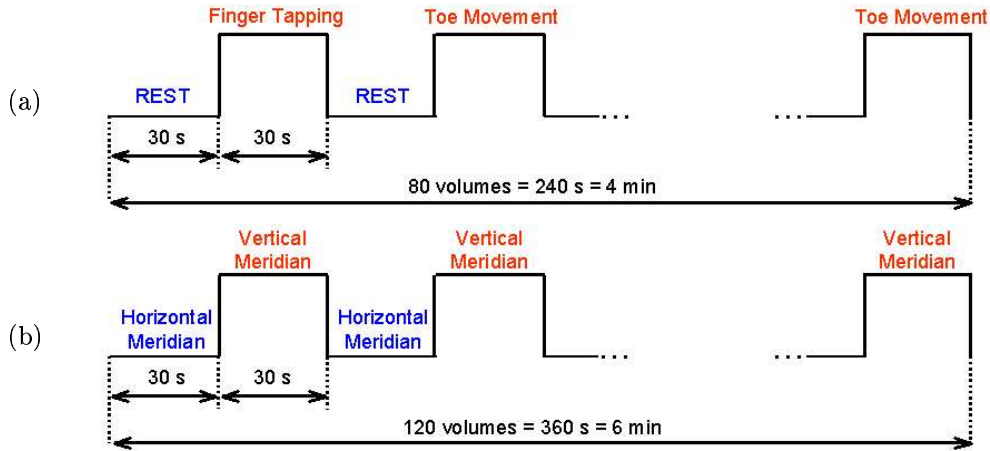 Finger Tapping Toe Movement Toe Movement
(a)
REST REST
30 s 30 s
... ...
80 volumes = 240 s = 4 min
Vertical Meridian Vertical Meridian Vertical Meridian
(b)
Horizontal Meridian Horizontal Meridian
30 s 30 s
... ...
120 volumes = 360 s = 6 min